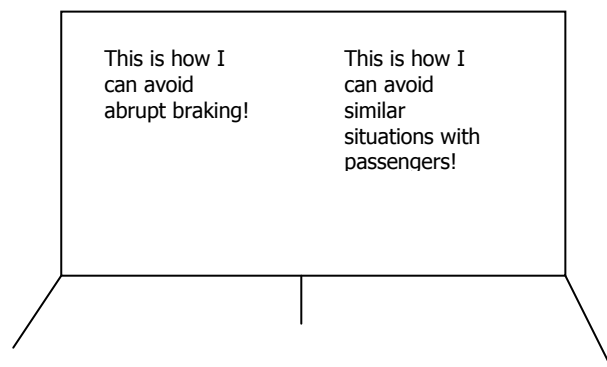 This is how I
can avoid
abrupt braking!
This is how I
can avoid
similar
situations with
passengers!